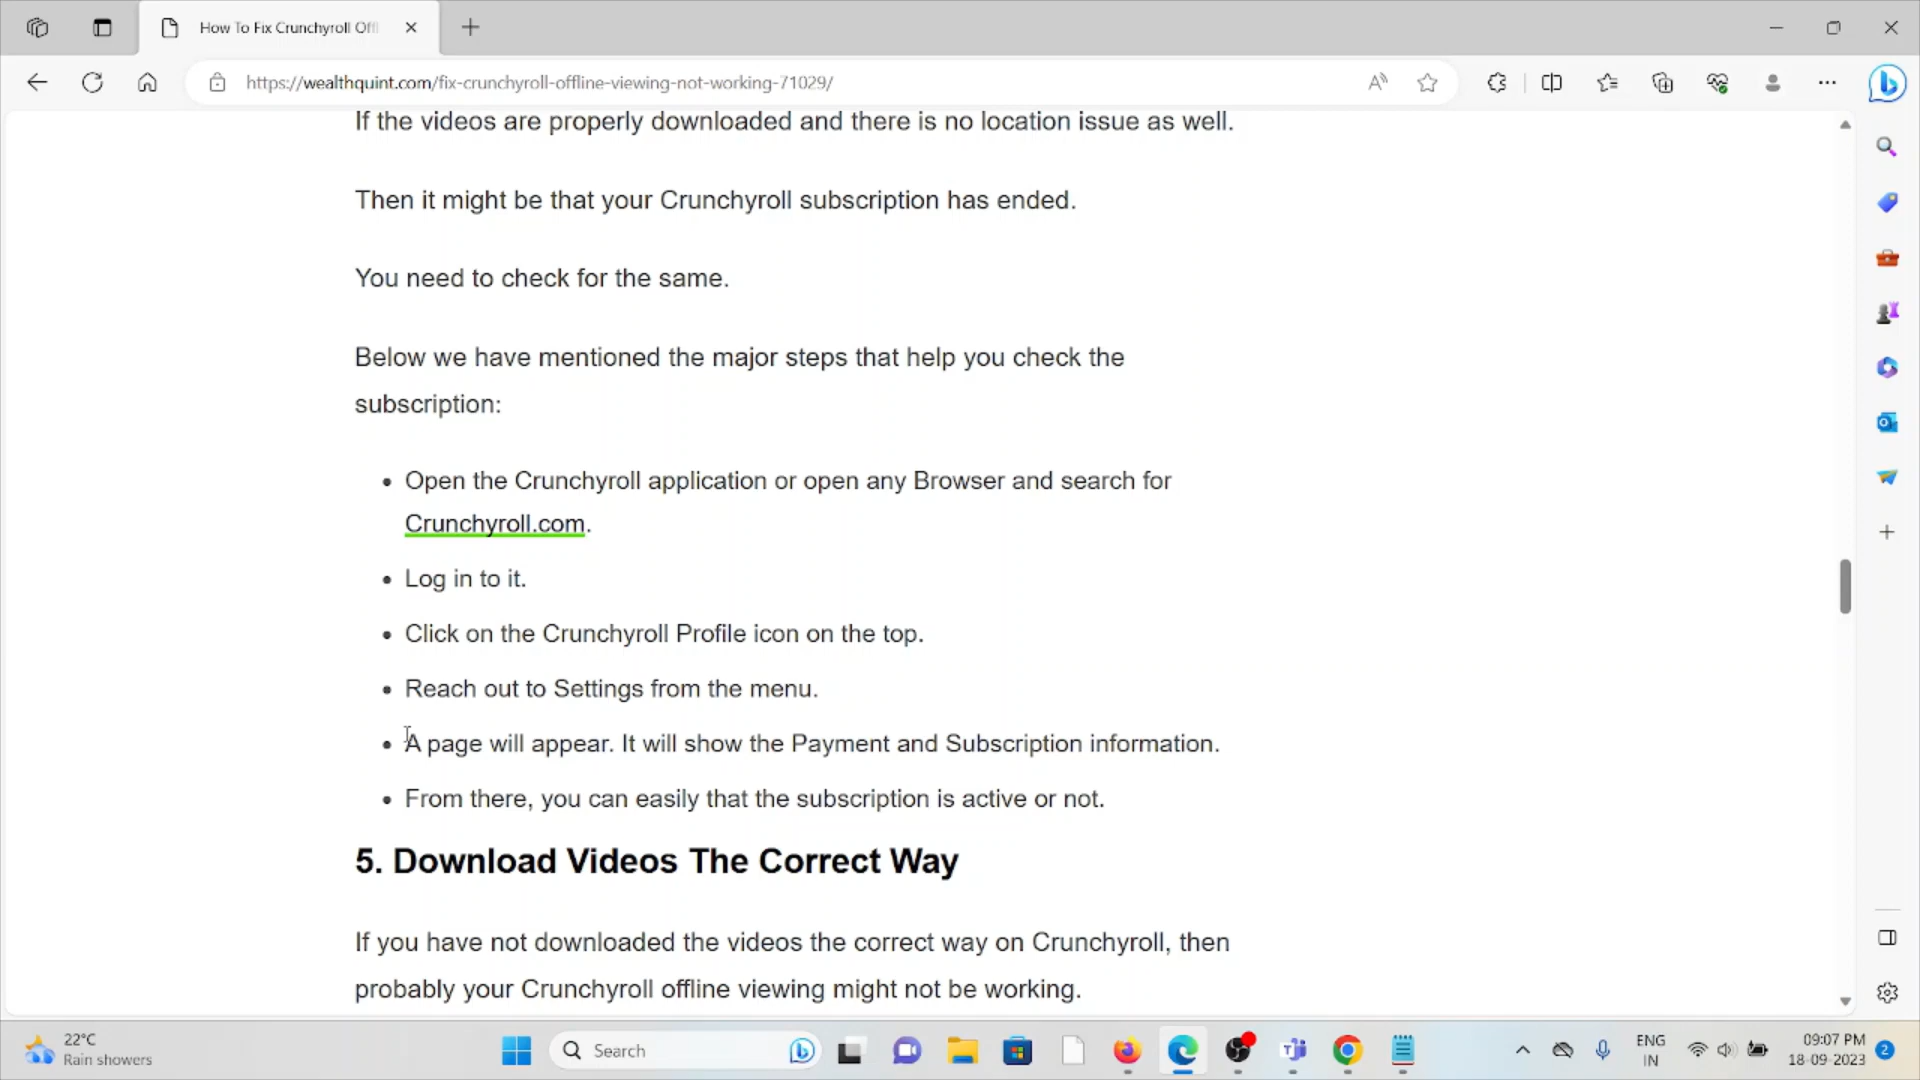 How To Fix Crunchyroll Off
https://wealthquint.com/fix-crunchyroll-offline-viewing-not-working-71029/
If the videos are properly downloaded and there is no location issue as well.
Then it might be that your Crunchyroll subscription has ended.
You need to check for the same.
Below we have mentioned the major steps that help you check the
subscription:
Open the Crunchyroll application or open any Browser and search for
Crunchyroll.com.
Log in to it.
Click on the Crunchyroll Profile icon on the top.
Reach out to Settings from the menu.
A page will appear. It will show the Payment and Subscription information.
From there, you can easily that the subscription is active or not.
5. Download Videos The Correct Way
If you have not downloaded the videos the correct way on Crunchyroll, then
probably your Crunchyroll offline viewing might not be working.
22°C
Rain showers
Search
ENG
IN
09:07 PM
18-09-2023
2